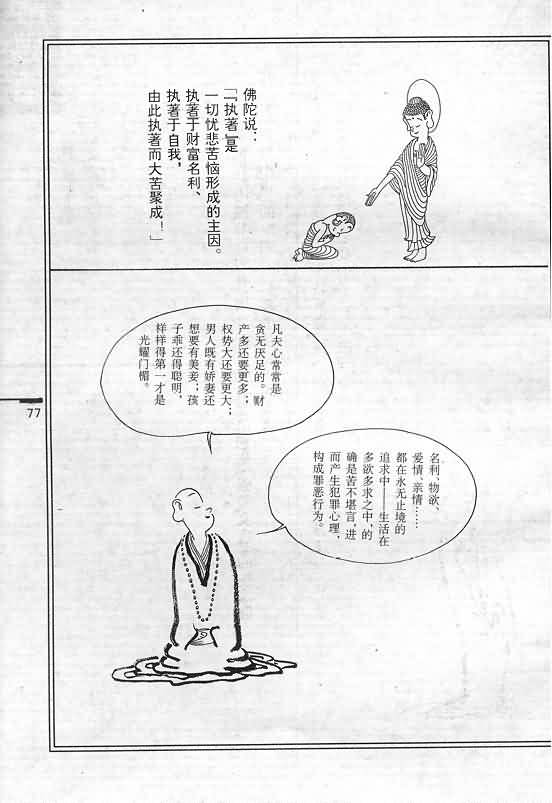 佛陀说：
「「执著」是
一切忧悲苦恼形成的主因。
执著于财富名利、
执著于自我，
由此执著而大苦聚成！」
凡夫心常常是
贪无厌足的。财
产多还要更多；
权势大还要更大；
男人既有娇妻还
想要有美妾；孩
子乖还得聪明，
样样得第一才是
光耀门楣。
名利、物欲、
爱情、亲情……
都在永无止境的
追求中——生活在
多欲多求之中，的
确是苦不堪言，进
而产生犯罪心理，
构成罪恶行为。
77